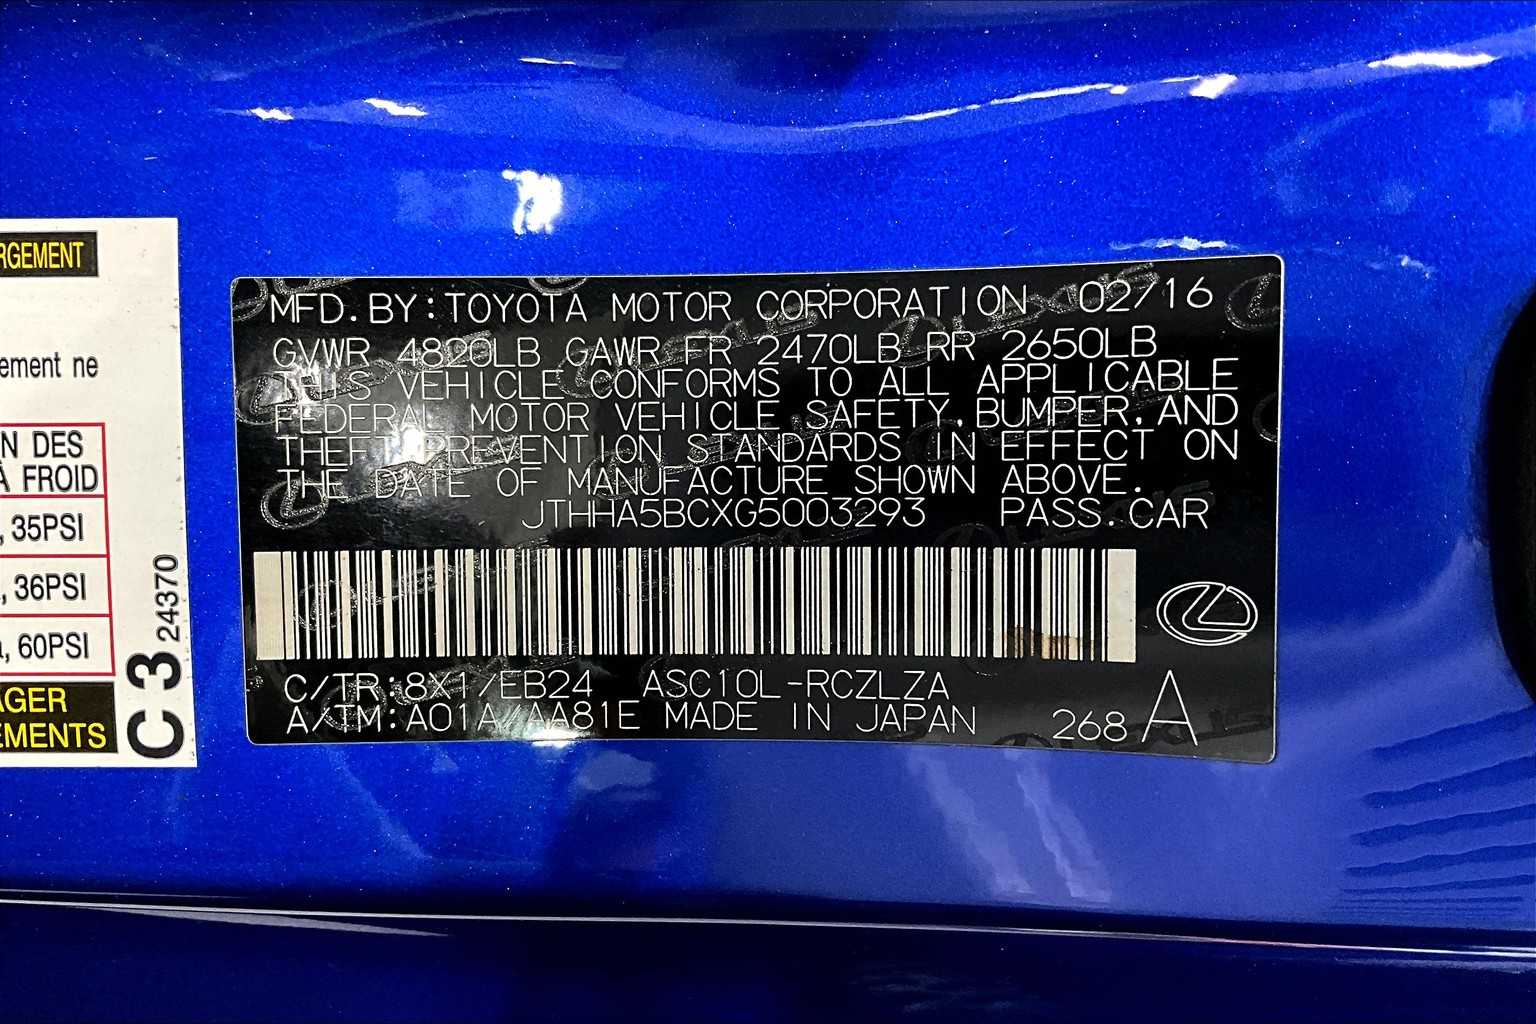 RGEMENT
ement ne
N DES
À FROID
, 35PSI
, 36PSI
, 60PSI
AGER
EMENTS
C 3 24370
MFD. BY: TOYOTA MOTOR CORPORATION 02/16
GVWR 4820LB GAWR FR 2470LB RR 2650LB
THIS VEHICLE CONFORMS TO ALL APPLICABLE
FEDERAL MOTOR VEHICLE SAFETY, BUMPER, AND
THEFT PREVENTION STANDARDS IN EFFECT ON
THE DATE OF MANUFACTURE SHOWN ABOVE.
JTHHA5BCXG5003293 PASS. CAR
C/TR: 8X1/EB24 ASC10L-RCZLZA
A/TM: A01A/AA81E MADE IN JAPAN
268 A